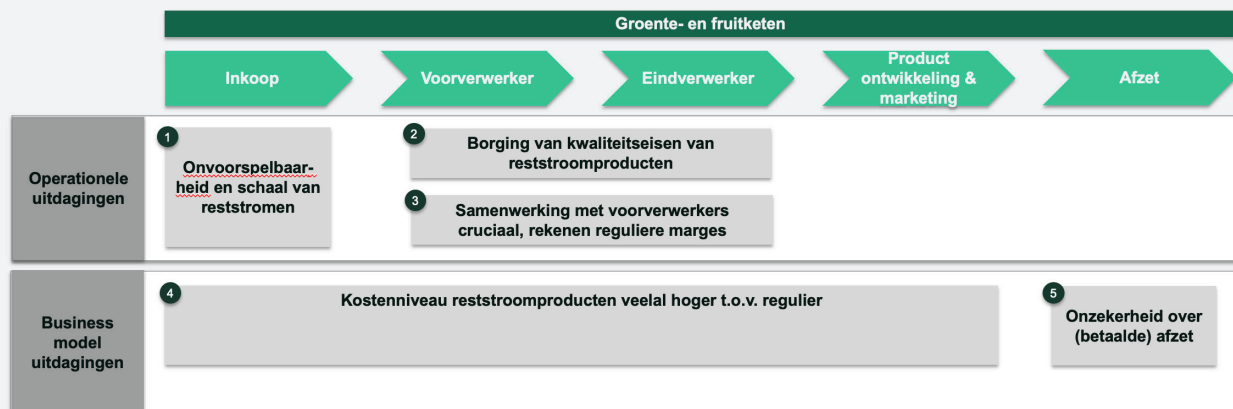 Groente- en fruitketen
Inkoop
Voorverwerker
Eindverwerker
Product
ontwikkeling &
marketing
Afzet
Operationele
uitdagingen
1
Onvoorspelbaar-
heid en schaal van
reststromen
2
Borging van kwaliteitseisen van
reststroomproducten
3
Samenwerking met voorverwerkers
cruciaal, rekenen reguliere marges
Business
model
uitdagingen
4
Kostenniveau reststroomproducten veelal hoger t.o.v. regulier
5
Onzekerheid over
(betaalde) afzet